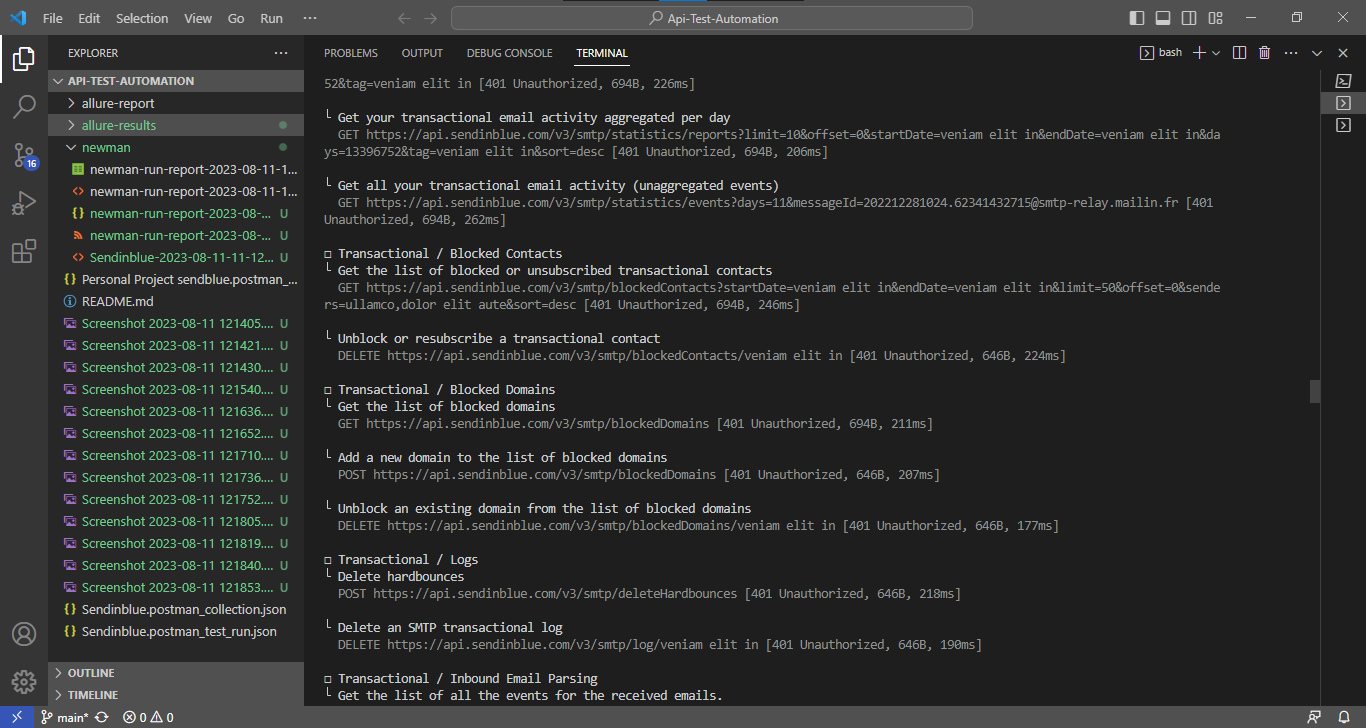 File Edit Selection View Go Run ···
Api-Test-Automation
EXPLORER ···
API-TEST-AUTOMATION
allure-report
allure-results
newman
newman-run-report-2023-08-11-1...
newman-run-report-2023-08-11-1...
newman-run-report-2023-08-... U
newman-run-report-2023-08-... U
Sendinblue-2023-08-11-11-12... U
Personal Project sendblue.postman_...
README.md
Screenshot 2023-08-11 121405.... U
Screenshot 2023-08-11 121421.... U
Screenshot 2023-08-11 121430.... U
Screenshot 2023-08-11 121540.... U
Screenshot 2023-08-11 121636.... U
Screenshot 2023-08-11 121652.... U
Screenshot 2023-08-11 121710.... U
Screenshot 2023-08-11 121736.... U
Screenshot 2023-08-11 121752.... U
Screenshot 2023-08-11 121805.... U
Screenshot 2023-08-11 121819.... U
Screenshot 2023-08-11 121840.... U
Screenshot 2023-08-11 121853.... U
Sendinblue.postman_collection.json
Sendinblue.postman_test_run.json
OUTLINE
TIMELINE
16
PROBLEMS OUTPUT DEBUG CONSOLE TERMINAL
bash
52&tag=veniam elit in [401 Unauthorized, 694B, 226ms]
└ Get your transactional email activity aggregated per day
GET https://api.sendinblue.com/v3/smtp/statistics/reports?limit=10&offset=0&startDate=veniam elit in&endDate=veniam elit in&da
ys=13396752&tag=veniam elit in&sort=desc [401 Unauthorized, 694B, 206ms]
└ Get all your transactional email activity (unaggregated events)
GET https://api.sendinblue.com/v3/smtp/statistics/events?days=11&messageId=202212281024.62341432715@smtp-relay.mailin.fr [401
Unauthorized, 694B, 262ms]
□ Transactional / Blocked Contacts
└ Get the list of blocked or unsubscribed transactional contacts
GET https://api.sendinblue.com/v3/smtp/blockedContacts?startDate=veniam elit in&endDate=veniam elit in&limit=50&offset=0&sende
rs=ullamco,dolor elit aute&sort=desc [401 Unauthorized, 694B, 246ms]
└ Unblock or resubscribe a transactional contact
DELETE https://api.sendinblue.com/v3/smtp/blockedContacts/veniam elit in [401 Unauthorized, 646B, 224ms]
□ Transactional / Blocked Domains
└ Get the list of blocked domains
GET https://api.sendinblue.com/v3/smtp/blockedDomains [401 Unauthorized, 694B, 211ms]
└ Add a new domain to the list of blocked domains
POST https://api.sendinblue.com/v3/smtp/blockedDomains [401 Unauthorized, 646B, 207ms]
└ Unblock an existing domain from the list of blocked domains
DELETE https://api.sendinblue.com/v3/smtp/blockedDomains/veniam elit in [401 Unauthorized, 646B, 177ms]
□ Transactional / Logs
└ Delete hardbounces
POST https://api.sendinblue.com/v3/smtp/deleteHardbounces [401 Unauthorized, 646B, 218ms]
└ Delete an SMTP transactional log
DELETE https://api.sendinblue.com/v3/smtp/log/veniam elit in [401 Unauthorized, 646B, 190ms]
□ Transactional / Inbound Email Parsing
└ Get the list of all the events for the received emails.
main* 0 0